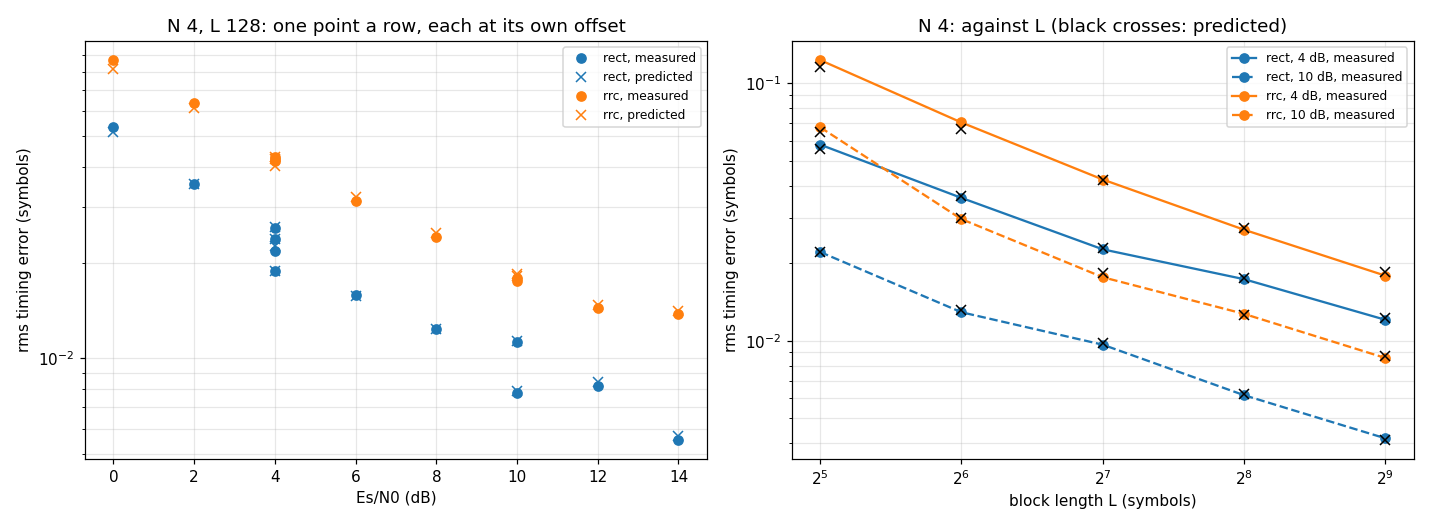 N 4, L 128: one point a row, each at its own offset
rms timing error (symbols)
10⁻²
rect, measured
rect, predicted
rrc, measured
rrc, predicted
0 2 4 6 8 10 12 14
Es/N0 (dB)
N 4: against L (black crosses: predicted)
rms timing error (symbols)
10⁻¹
10⁻²
rect, 4 dB, measured
rect, 10 dB, measured
rrc, 4 dB, measured
rrc, 10 dB, measured
2⁵ 2⁶ 2⁷ 2⁸ 2⁹
block length L (symbols)